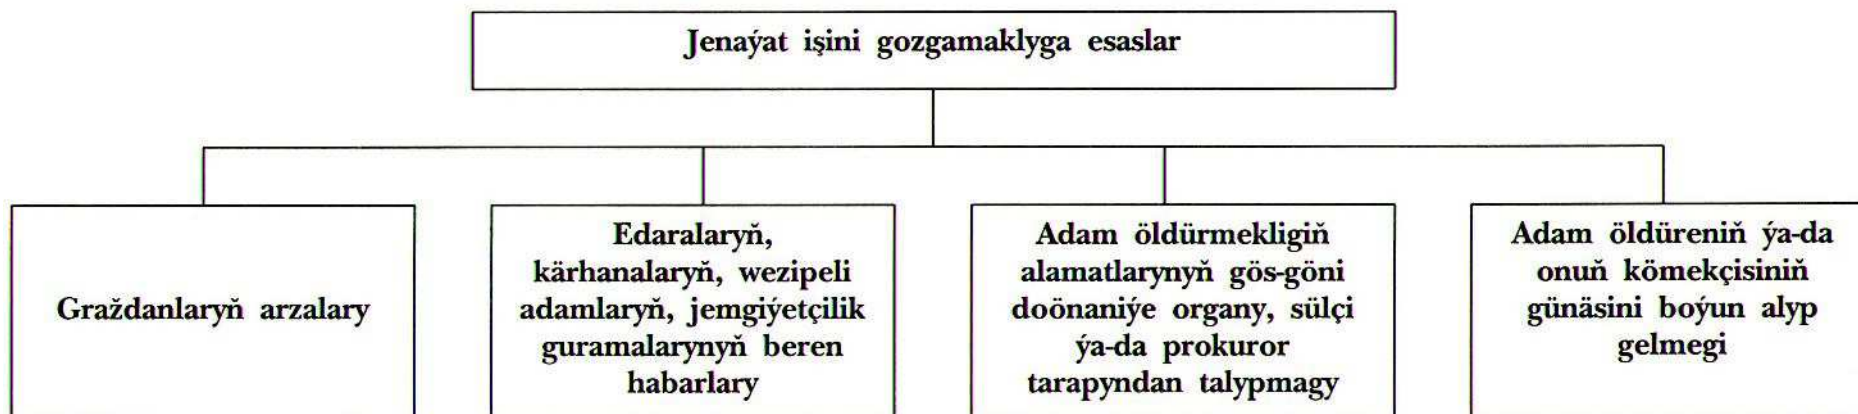 Jenaýat işini gozgamaklyga esaslar
Graždanlaryň arzalary
Edaralaryň,
kärhanalaryň, wezipeli
adamlaryň, jemgiýetçilik
guramalarynyň beren
habarlary
Adam öldürmekligiň
alamatlarynyň gös-göni
doönaniýe organy, sülçi
ýa-da prokuror
tarapyndan talypmagy
Adam öldüreniň ýa-da
onuň kömekçisiniň
günäsini boýun alyp
gelmegi